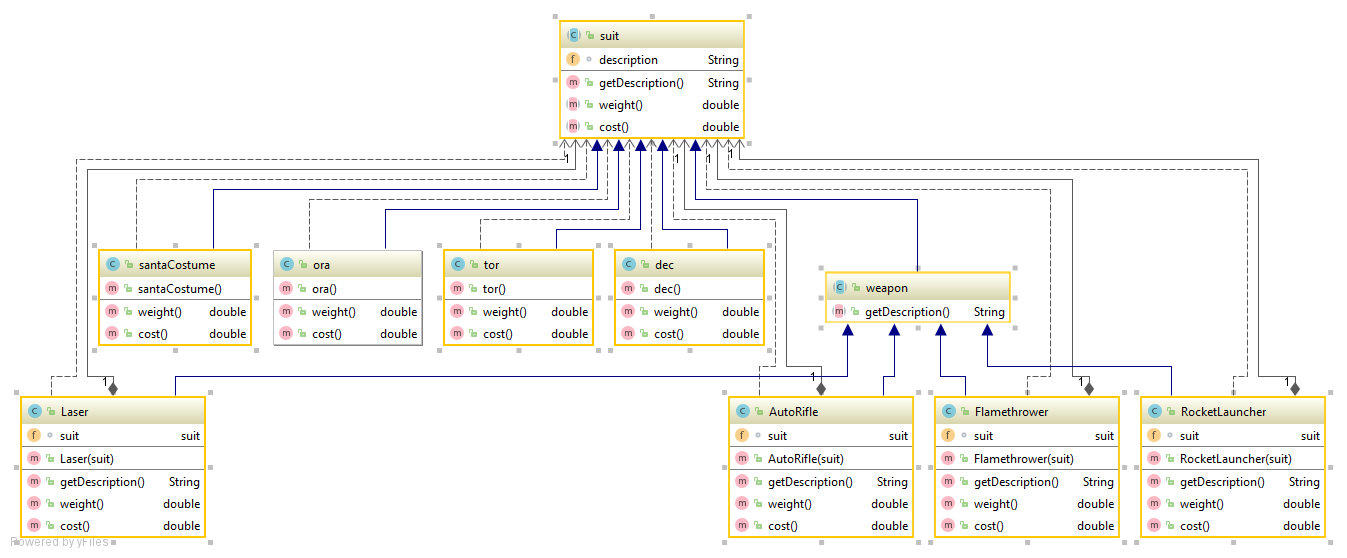 C suit
f description String
m getDescription() String
m weight() double
m cost() double
1 1 1 1
C santaCostume
m santaCostume()
m weight() double
m cost() double
C ora
m ora()
m weight() double
m cost() double
C tor
m tor()
m weight() double
m cost() double
C dec
m dec()
m weight() double
m cost() double
C weapon
m getDescription() String
1 1 1 1
C Laser
f suit suit
m Laser(suit)
m getDescription() String
m weight() double
m cost() double
C AutoRifle
f suit suit
m AutoRifle(suit)
m getDescription() String
m weight() double
m cost() double
C Flamethrower
f suit suit
m Flamethrower(suit)
m getDescription() String
m weight() double
m cost() double
C RocketLauncher
f suit suit
m RocketLauncher(suit)
m getDescription() String
m weight() double
m cost() double
Powered by yFiles